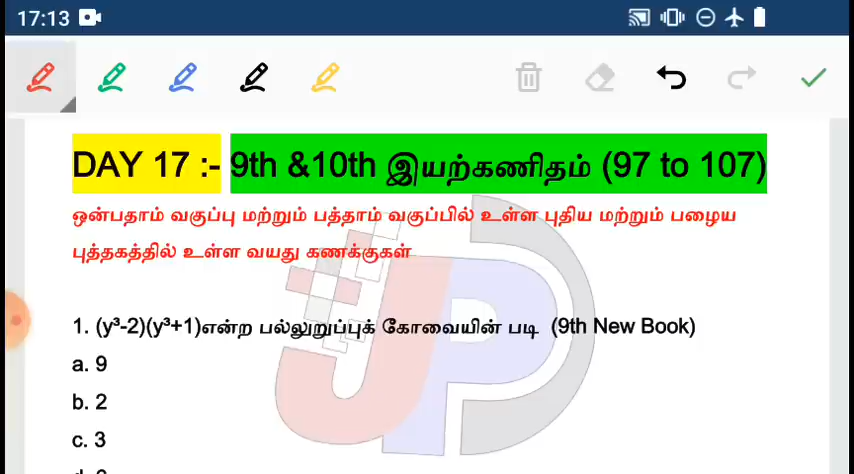 17:13
DAY 17 :- 9th &10th இயற்கணிதம் (97 to 107)
ஒன்பதாம் வகுப்பு மற்றும் பத்தாம் வகுப்பில் உள்ள புதிய மற்றும் பழைய
புத்தகத்தில் உள்ள வயது கணக்குகள்
1. (y³-2)(y³+1)என்ற பல்லுறுப்புக் கோவையின் படி (9th New Book)
a. 9
b. 2
c. 3